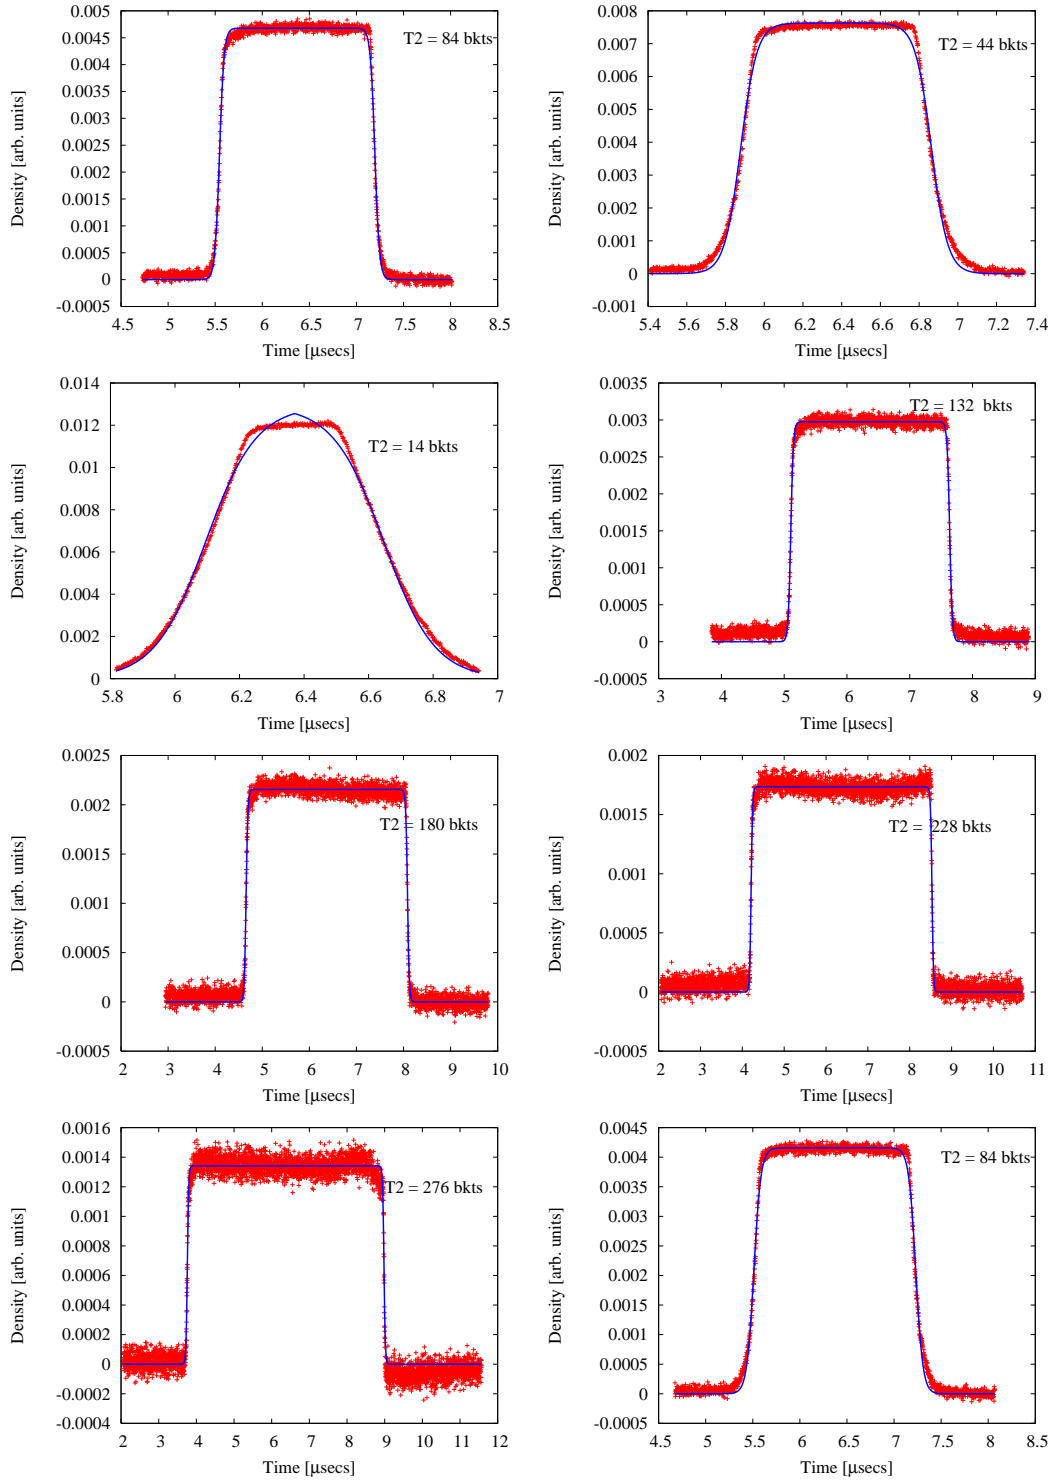 0.005
0.0045
0.004
0.0035
0.003
0.0025
0.002
0.0015
0.001
0.0005
0
-0.0005
4.5 5 5.5 6 6.5 7 7.5 8 8.5
Density [arb. units]
Time [µsecs]
T2 = 84 bkts
0.008
0.007
0.006
0.005
0.004
0.003
0.002
0.001
0
-0.001
5.4 5.6 5.8 6 6.2 6.4 6.6 6.8 7 7.2 7.4
Density [arb. units]
Time [µsecs]
T2 = 44 bkts
0.014
0.012
0.01
0.008
0.006
0.004
0.002
0
5.8 6 6.2 6.4 6.6 6.8 7
Density [arb. units]
Time [µsecs]
T2 = 14 bkts
0.0035
0.003
0.0025
0.002
0.0015
0.001
0.0005
0
-0.0005
3 4 5 6 7 8 9
Density [arb. units]
Time [µsecs]
T2 = 132 bkts
0.0025
0.002
0.0015
0.001
0.0005
0
-0.0005
2 3 4 5 6 7 8 9 10
Density [arb. units]
Time [µsecs]
T2 = 180 bkts
0.002
0.0015
0.001
0.0005
0
-0.0005
2 3 4 5 6 7 8 9 10 11
Density [arb. units]
Time [µsecs]
T2 = 228 bkts
0.0016
0.0014
0.0012
0.001
0.0008
0.0006
0.0004
0.0002
0
-0.0002
-0.0004
2 3 4 5 6 7 8 9 10 11 12
Density [arb. units]
Time [µsecs]
T2 = 276 bkts
0.0045
0.004
0.0035
0.003
0.0025
0.002
0.0015
0.001
0.0005
0
-0.0005
4.5 5 5.5 6 6.5 7 7.5 8 8.5
Density [arb. units]
Time [µsecs]
T2 = 84 bkts